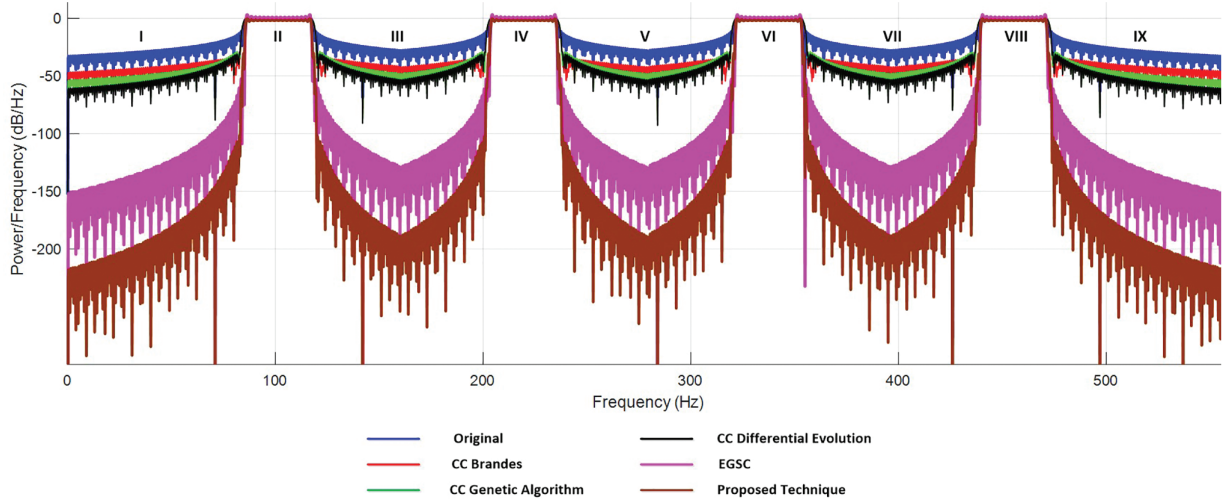 0
I II III IV V VI VII VIII IX
-50
-100
-150
-200
Power/Frequency (dB/Hz)
0 100 200 300 400 500
Frequency (Hz)
Original
CC Differential Evolution
CC Brandes
EGSC
CC Genetic Algorithm
Proposed Technique